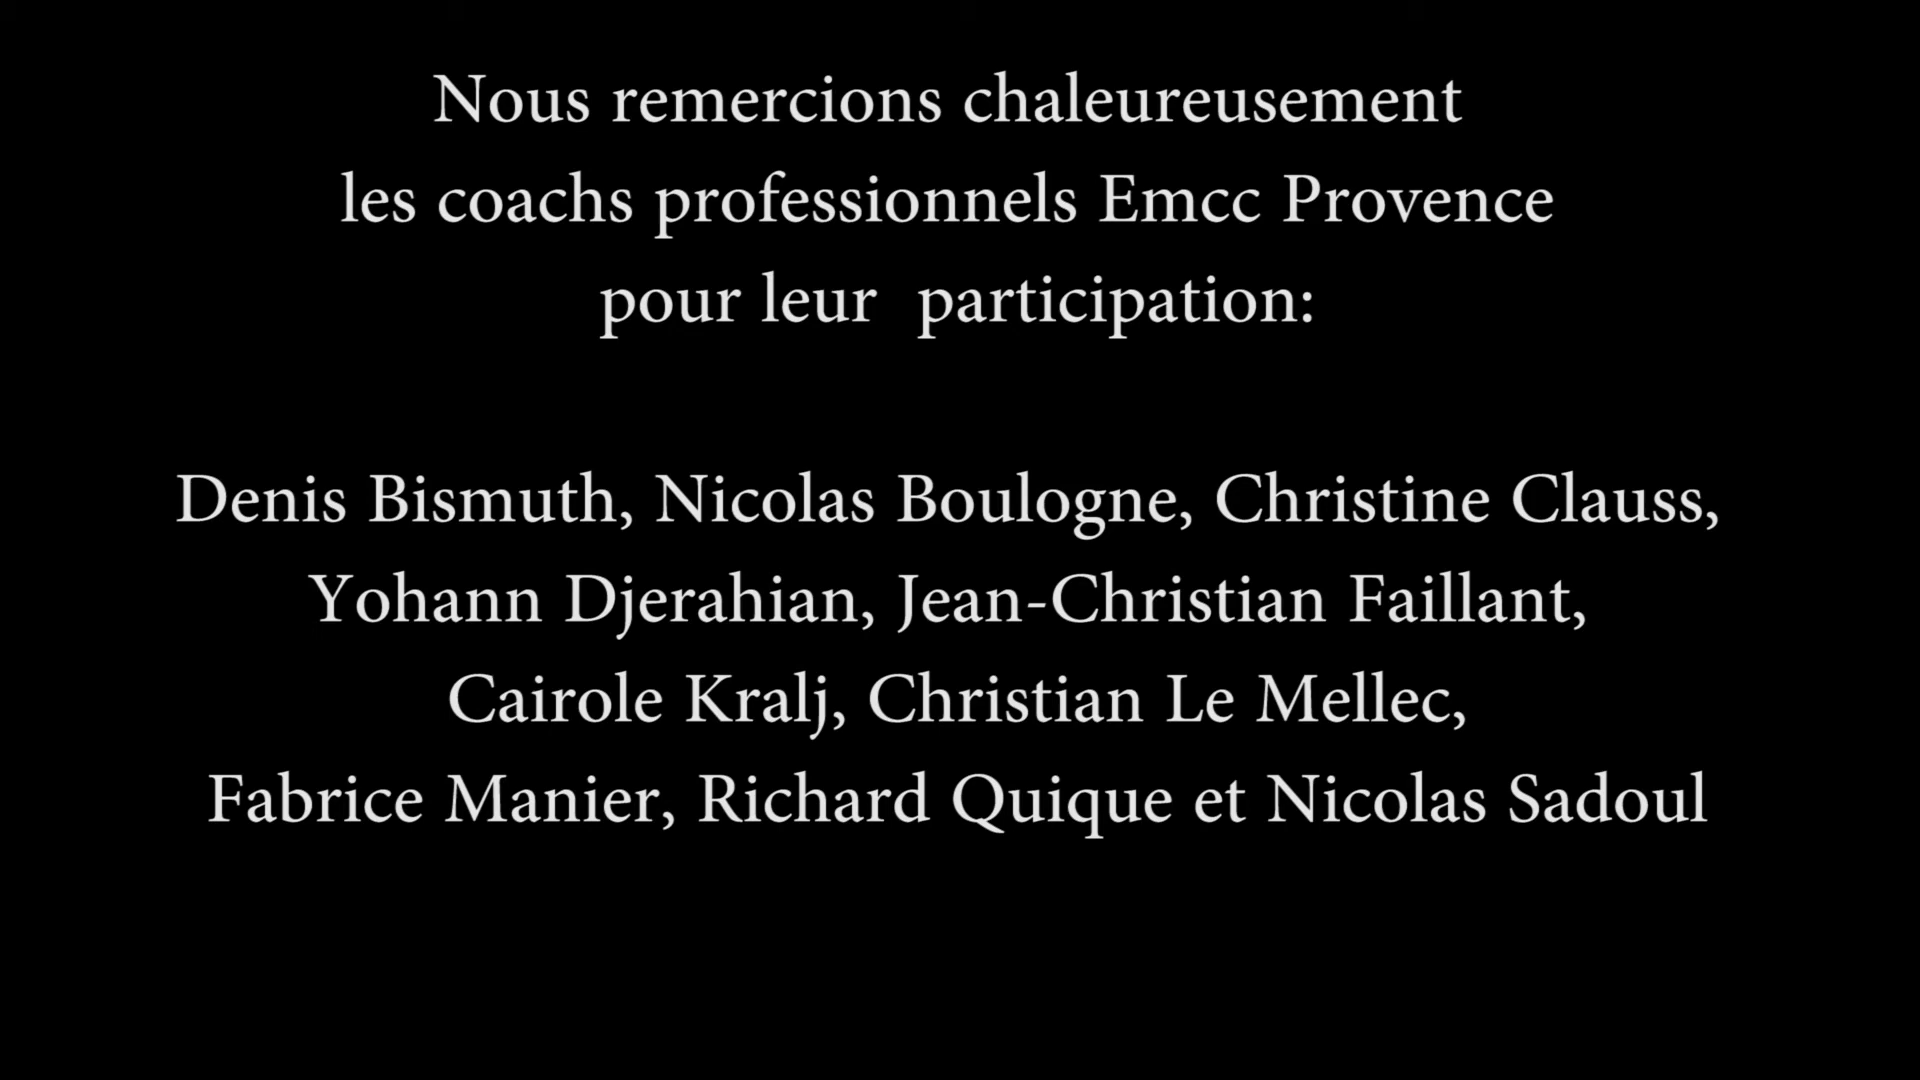 Nous remercions chaleureusement
les coachs professionnels Emcc Provence
pour leur  participation:
Denis Bismuth, Nicolas Boulogne, Christine Clauss,
Yohann Djerahian, Jean-Christian Faillant,
Cairole Kralj, Christian Le Mellec,
Fabrice Manier, Richard Quique et Nicolas Sadoul